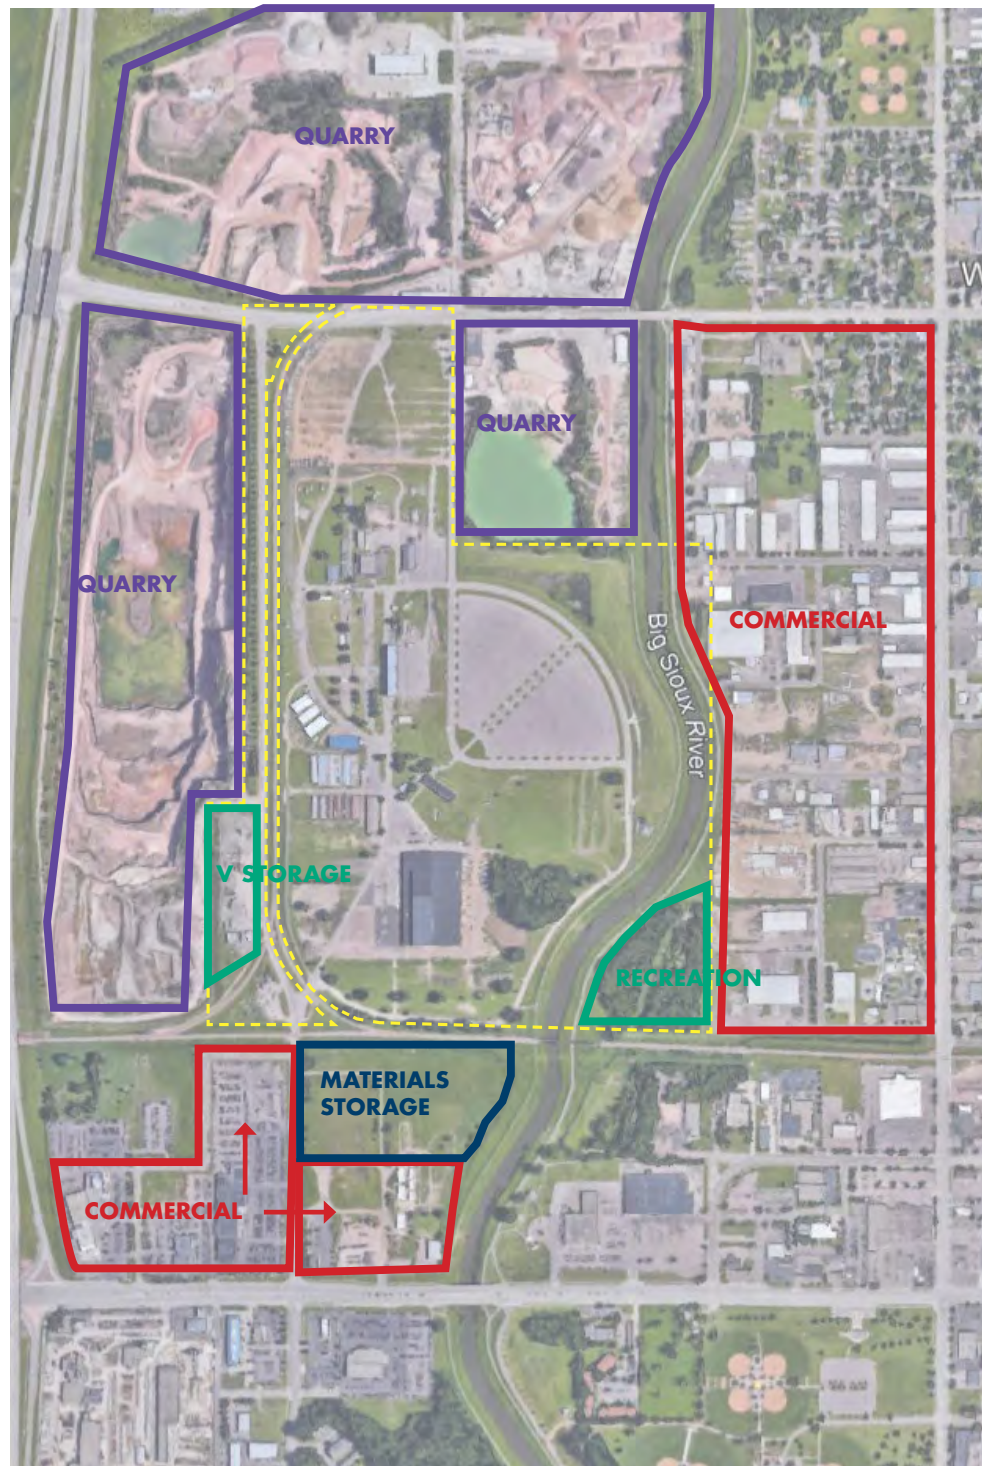 QUARRY
W
QUARRY
QUARRY
COMMERCIAL
Big Sioux River
V STORAGE
RECREATION
MATERIALS
STORAGE
COMMERCIAL